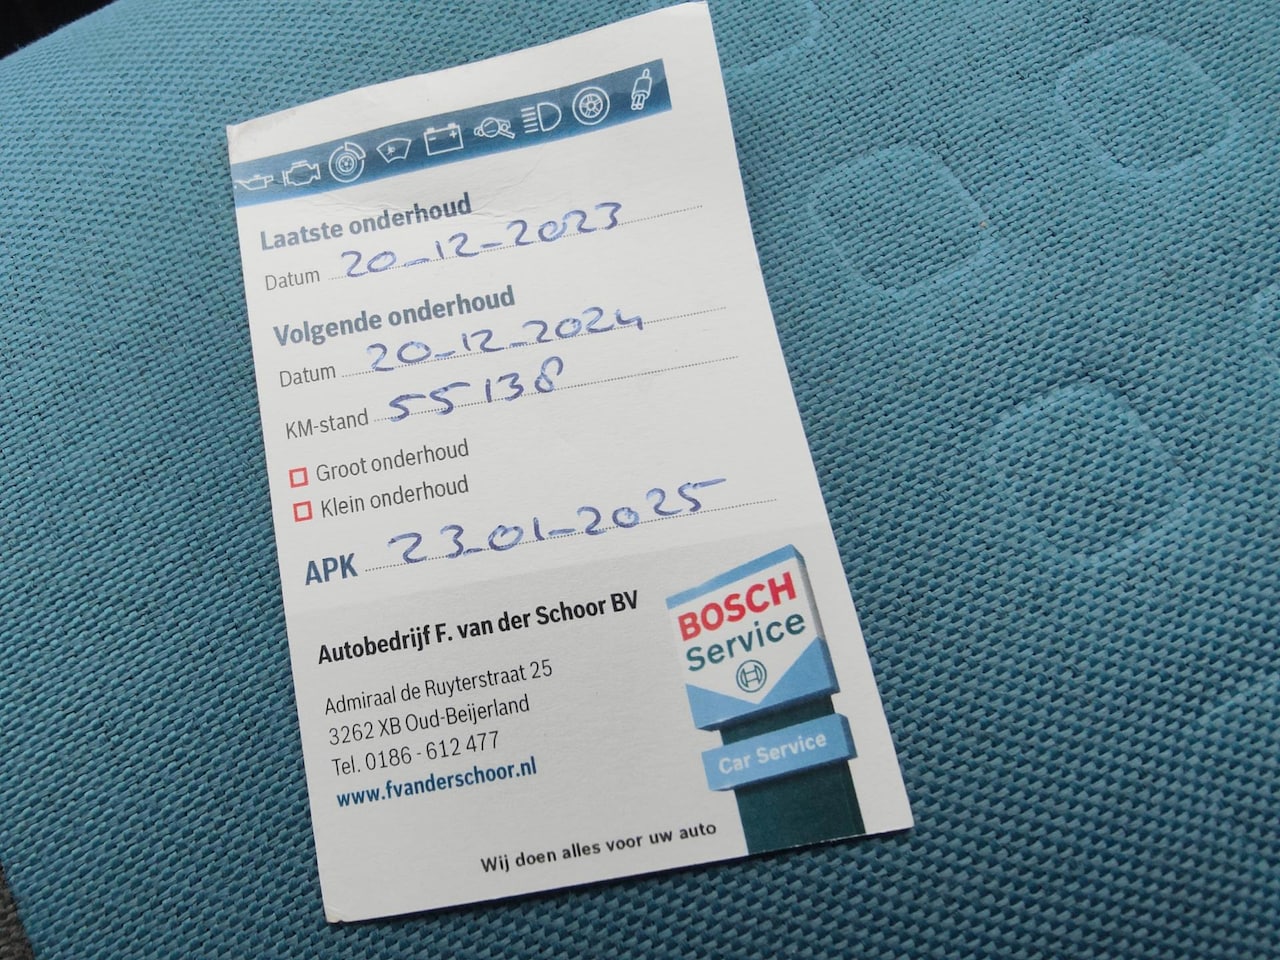 Laatste onderhoud
Datum 20-12-2023
Volgende onderhoud
Datum 20-12-2024
KM-stand 55138
Groot onderhoud
Klein onderhoud
APK 23-01-2025
Autobedrijf F. van der Schoor BV
Admiraal de Ruyterstraat 25
3262 XB Oud-Beijerland
Tel. 0186 - 612 477
www.fvanderschoor.nl
BOSCH
Service
Car Service
Wij doen alles voor uw auto